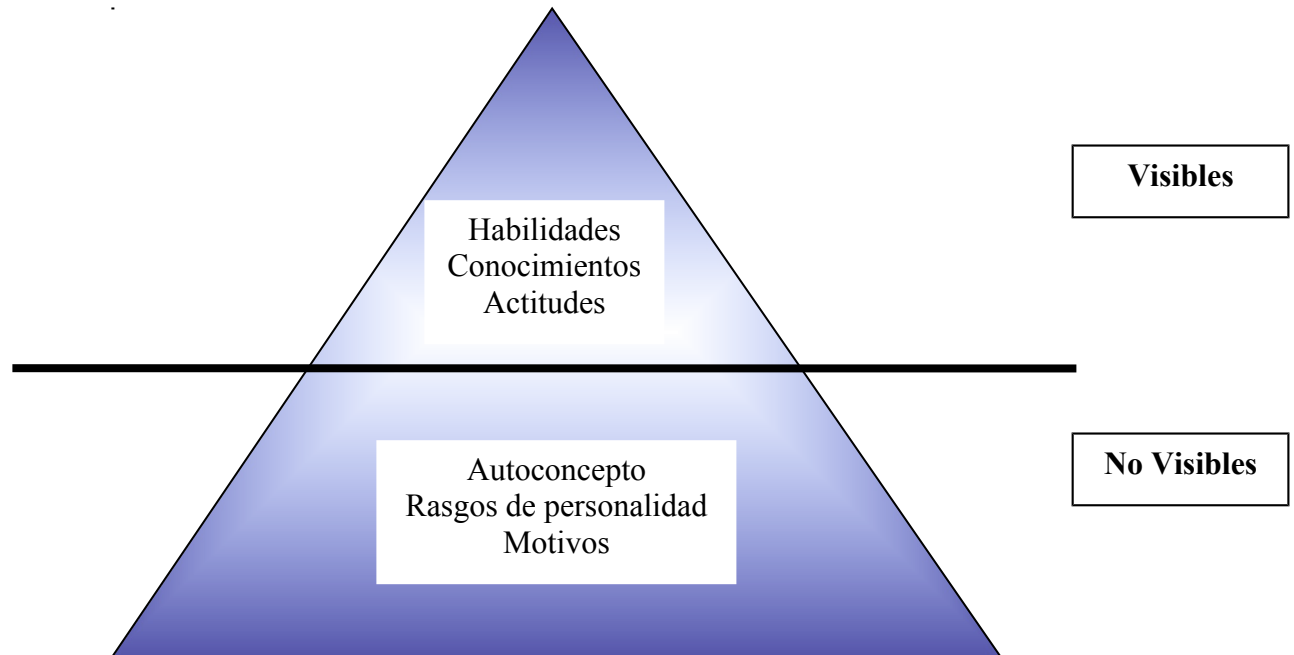 Visibles
Habilidades
Conocimientos
Actitudes
No Visibles
Autoconcepto
Rasgos de personalidad
Motivos